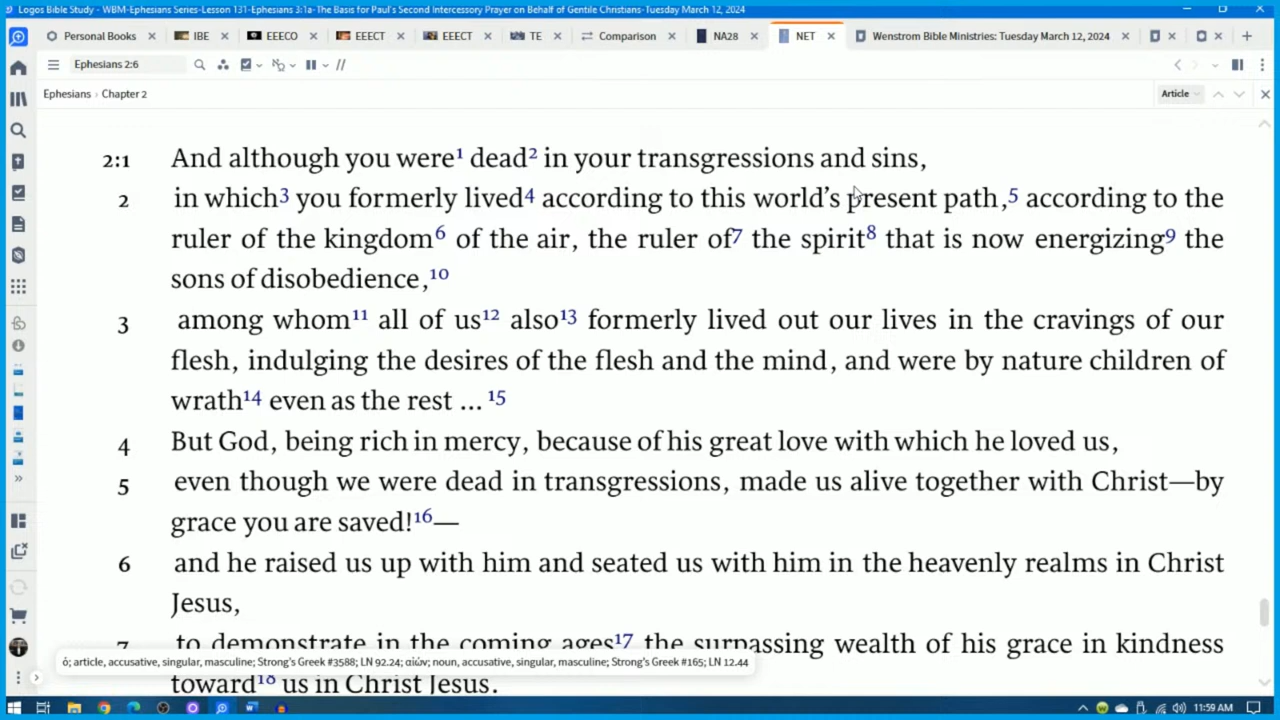 Logos Bible Study - WBM-Ephesians Series-Lesson 131-Ephesians 3:1a-The Basis for Paul's Second Intercessory Prayer on Behalf of Gentile Christians-Tuesday March 12, 2024
Personal Books IBE EEECO EEECT EEECT TE Comparison NA28 NET Wenstrom Bible Ministries: Tuesday March 12, 2024
Ephesians 2:6
Ephesians › Chapter 2 Article
2:1 And although you were¹ dead² in your transgressions and sins,
2 in which³ you formerly lived⁴ according to this world’s present path,⁵ according to the
ruler of the kingdom⁶ of the air, the ruler of⁷ the spirit⁸ that is now energizing⁹ the
sons of disobedience,¹⁰
3 among whom¹¹ all of us¹² also¹³ formerly lived out our lives in the cravings of our
flesh, indulging the desires of the flesh and the mind, and were by nature children of
wrath¹⁴ even as the rest … ¹⁵
4 But God, being rich in mercy, because of his great love with which he loved us,
5 even though we were dead in transgressions, made us alive together with Christ—by
grace you are saved!¹⁶—
6 and he raised us up with him and seated us with him in the heavenly realms in Christ
Jesus,
7 to demonstrate in the coming ages¹⁷ the surpassing wealth of his grace in kindness
ὁ; article, accusative, singular, masculine; Strong's Greek #3588; LN 92.24; αἰών; noun, accusative, singular, masculine; Strong's Greek #165; LN 12.44
toward¹⁸ us in Christ Jesus.
11:59 AM